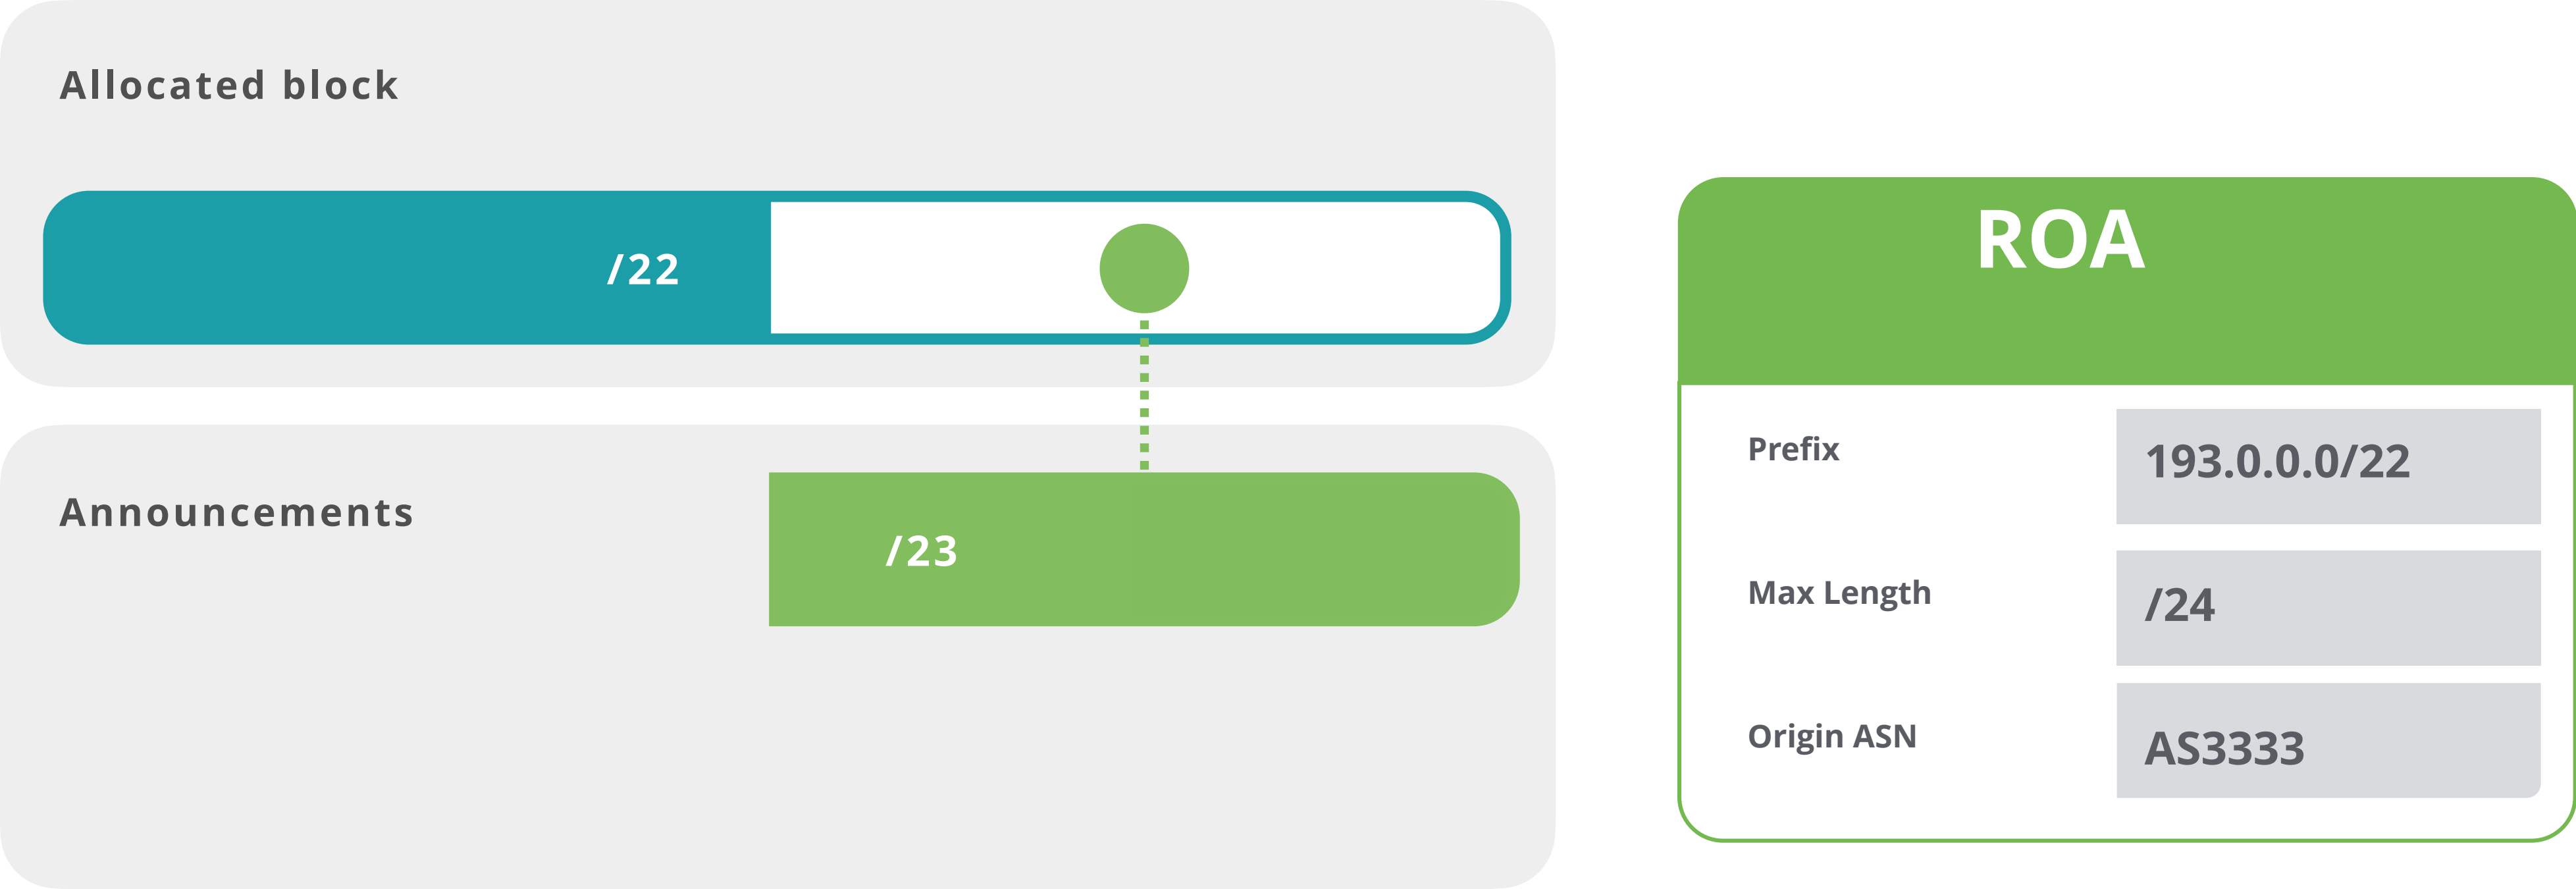 Allocated block
/22
Announcements
/23
ROA
Prefix
193.0.0.0/22
Max Length
/24
Origin ASN
AS3333